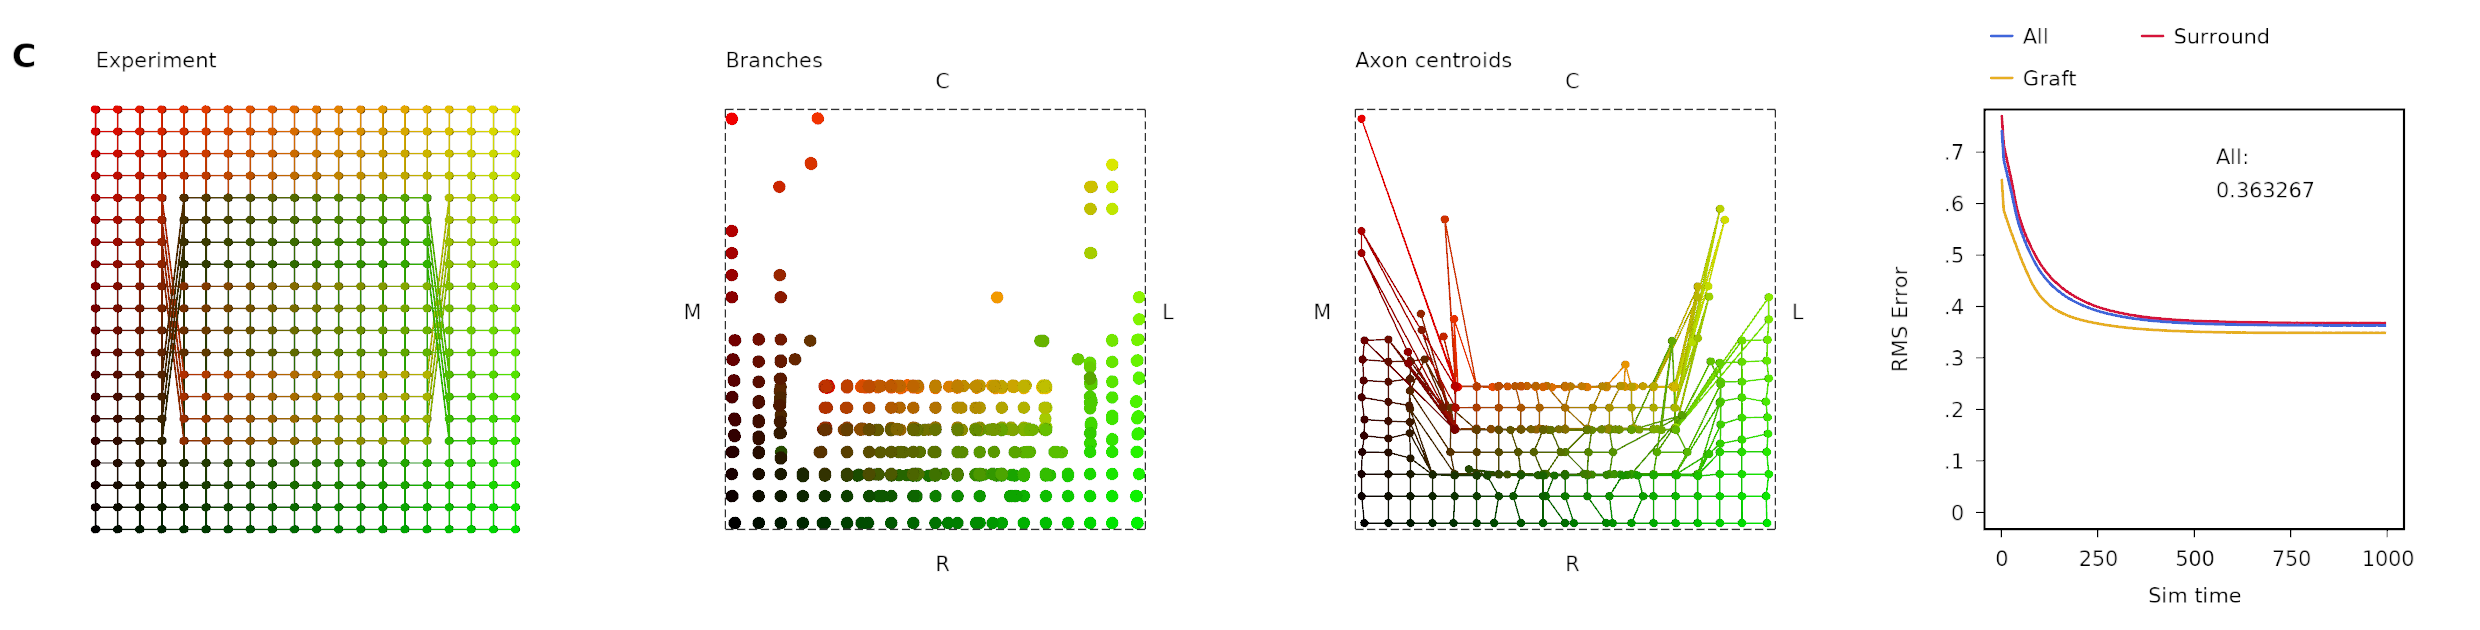 C
Experiment
Branches
C
M
L
R
Axon centroids
C
M
L
R
All
Surround
Graft
All:
0.363267
RMS Error
.7
.6
.5
.4
.3
.2
.1
0
0 250 500 750 1000
Sim time